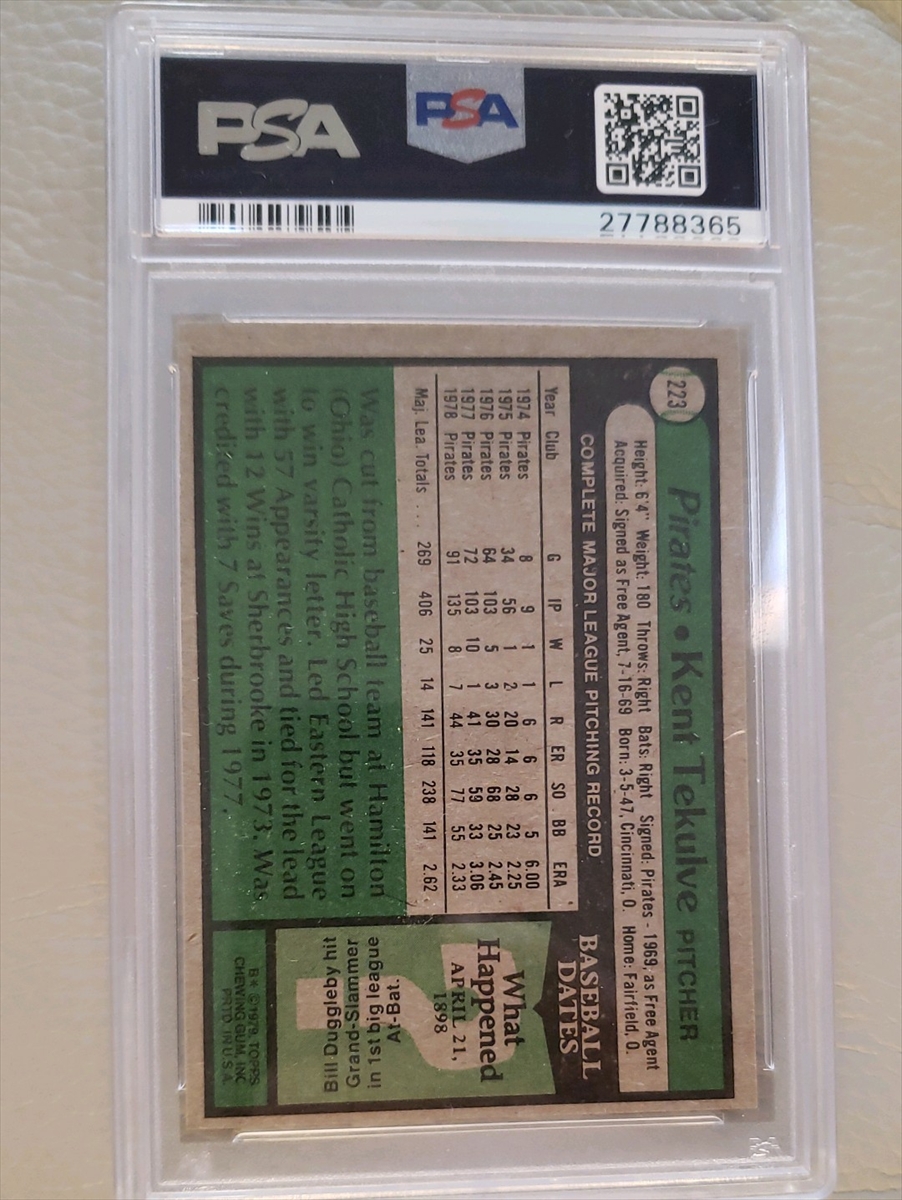 PSA
PSA
27788365
223
Pirates • Kent Tekulve PITCHER
Height: 6'4" Weight: 180 Throws: Right Bats: Right Signed: Pirates - 1969, as Free Agent
Acquired: Signed as Free Agent, 7-16-69 Born: 3-5-47, Cincinnati, O. Home: Fairfield, O.
COMPLETE MAJOR LEAGUE PITCHING RECORD
Year Club G IP W L R ER SO BB ERA
1974 Pirates 8 9 1 1 6 6 6 5 6.00
1975 Pirates 34 56 1 2 20 14 28 23 2.25
1976 Pirates 64 103 5 3 30 28 68 25 2.45
1977 Pirates 72 103 10 1 41 35 59 33 3.06
1978 Pirates 91 135 8 7 44 35 77 55 2.33
Maj. Lea. Totals . . . 269 406 25 14 141 118 238 141 2.62
Was cut from baseball team at Hamilton
(Ohio) Catholic High School but went on
to win varsity letter. Led Eastern League
with 57 Appearances and tied for the lead
with 12 Wins at Sherbrooke in 1973. Was
credited with 7 Saves during 1977.
BASEBALL
DATES
What
Happened
APRIL 21,
1898
?
Bill Duggleby hit
Grand-Slammer
in 1st big league
At-Bat.
B* ©1979, TOPPS
CHEWING GUM, INC
PRTD IN U.S.A.